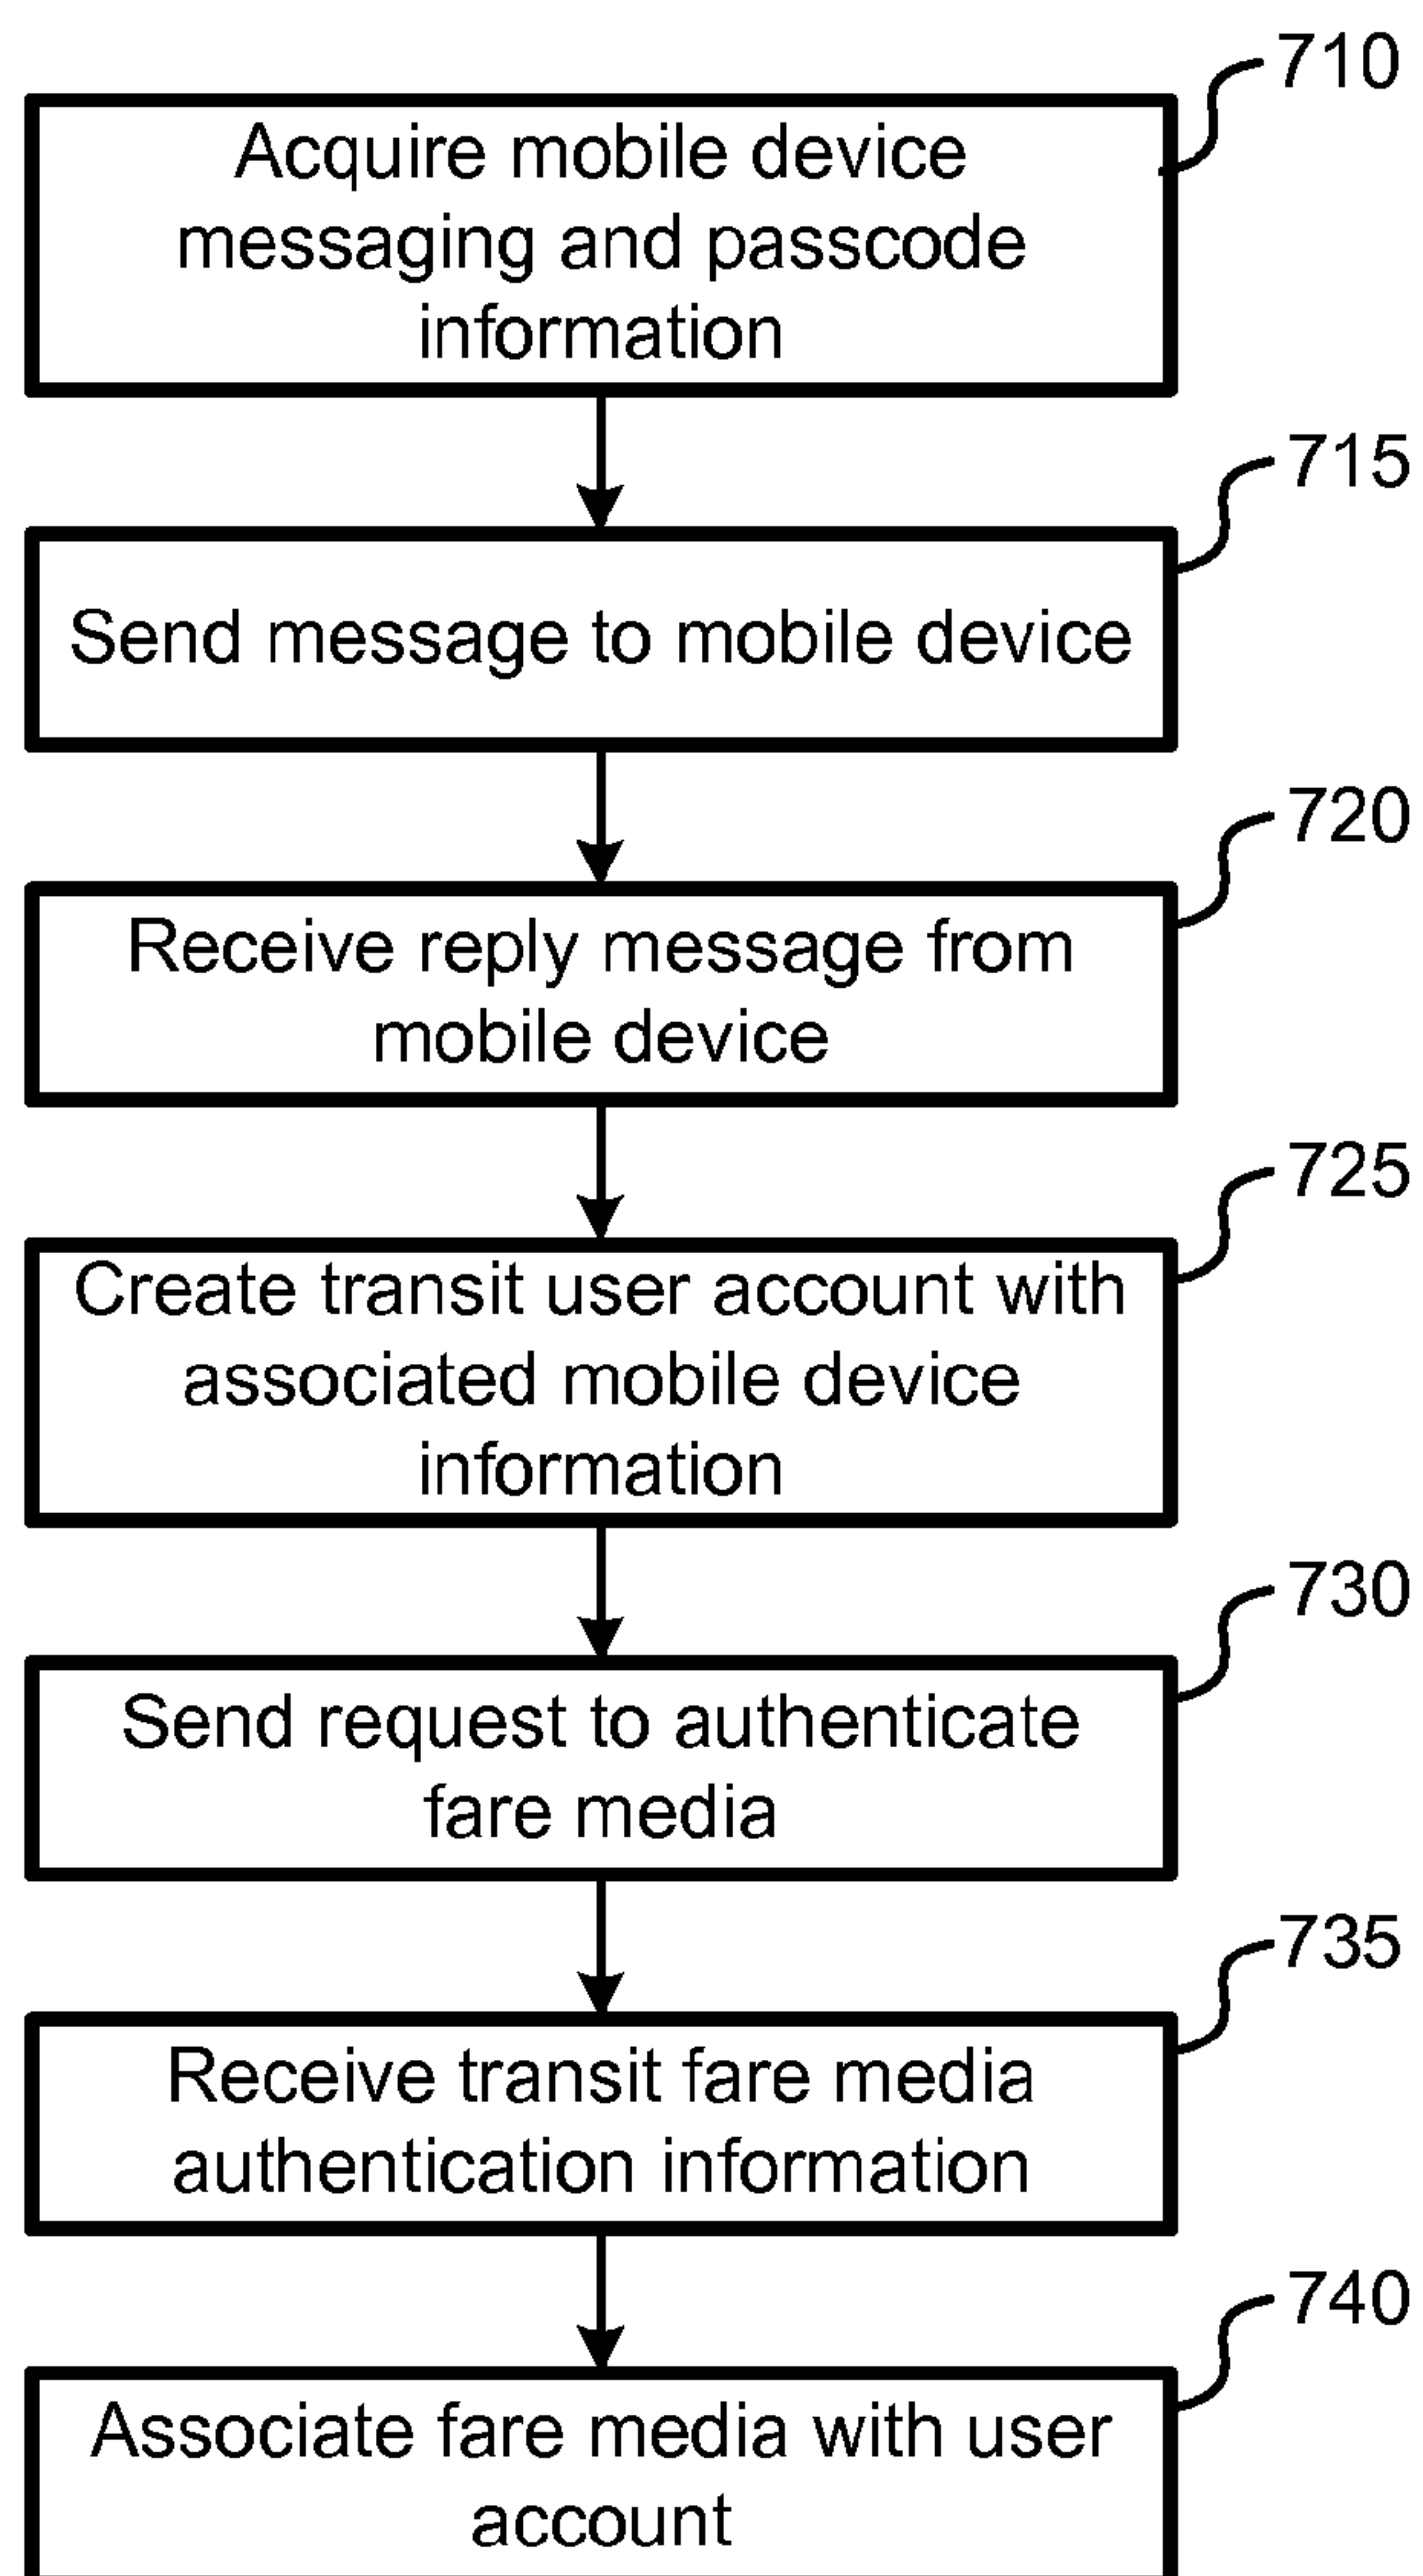 710
Acquire mobile device
messaging and passcode
information
715
Send message to mobile device
720
Receive reply message from
mobile device
725
Create transit user account with
associated mobile device
information
730
Send request to authenticate
fare media
735
Receive transit fare media
authentication information
740
Associate fare media with user
account